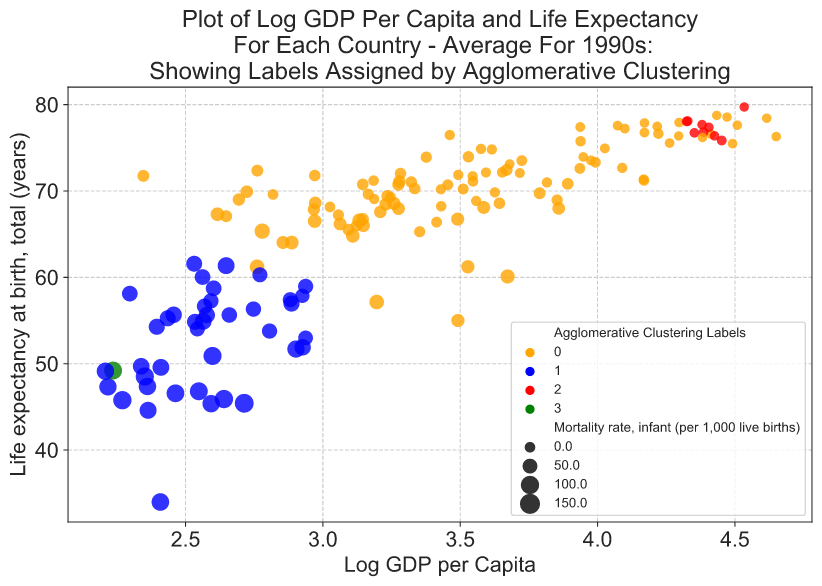 Plot of Log GDP Per Capita and Life Expectancy
For Each Country - Average For 1990s:
Showing Labels Assigned by Agglomerative Clustering
Life expectancy at birth, total (years)
80
70
60
50
40
Agglomerative Clustering Labels
0
1
2
3
Mortality rate, infant (per 1,000 live births)
0.0
50.0
100.0
150.0
2.5 3.0 3.5 4.0 4.5
Log GDP per Capita